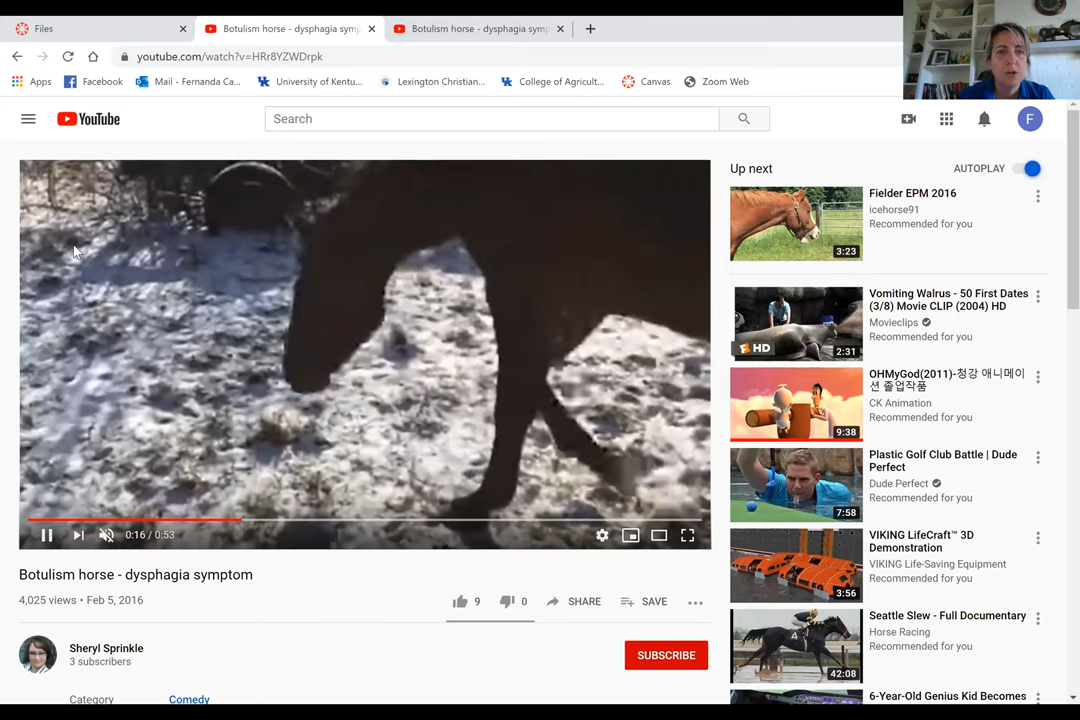 Files
Botulism horse - dysphagia symp
Botulism horse - dysphagia symp
youtube.com/watch?v=HRr8YZWDrpk
Apps
Facebook
Mail - Fernanda Ca...
University of Kentu...
Lexington Christian...
College of Agricult...
Canvas
Zoom Web
YouTube
Search
F
Up next
AUTOPLAY
Fielder EPM 2016
icehorse91
Recommended for you
3:23
Vomiting Walrus - 50 First Dates
(3/8) Movie CLIP (2004) HD
Movieclips
Recommended for you
HD
2:31
OHMyGod(2011)-청강 애니메이
션 졸업작품
CK Animation
Recommended for you
9:38
Plastic Golf Club Battle | Dude
Perfect
Dude Perfect
Recommended for you
7:58
VIKING LifeCraft™ 3D
Demonstration
VIKING Life-Saving Equipment
Recommended for you
3:56
Seattle Slew - Full Documentary
Horse Racing
Recommended for you
4
42:08
6-Year-Old Genius Kid Becomes
0:16 / 0:53
Botulism horse - dysphagia symptom
4,025 views • Feb 5, 2016
9
0
SHARE
SAVE
Sheryl Sprinkle
3 subscribers
SUBSCRIBE
Category
Comedy